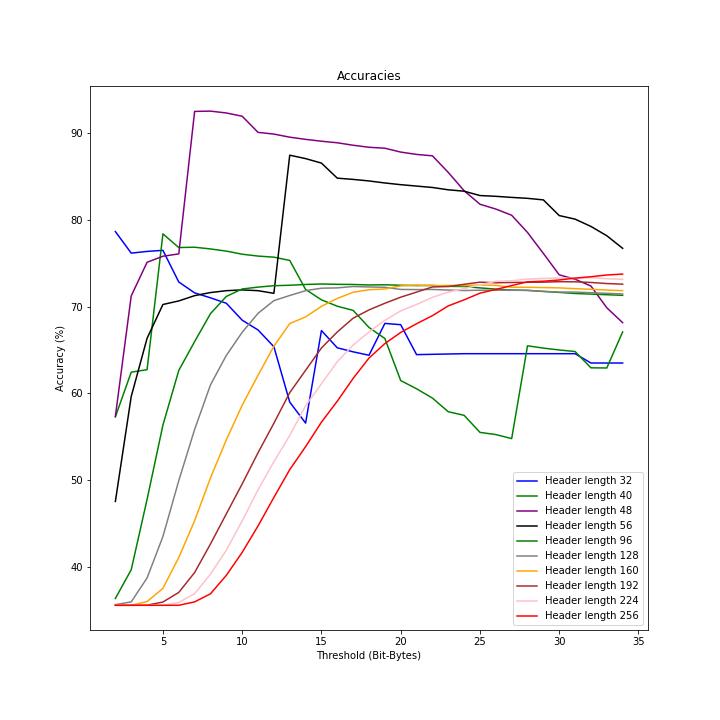 Accuracies
Accuracy (%)
90
80
70
60
50
40
5 10 15 20 25 30 35
Threshold (Bit-Bytes)
Header length 32
Header length 40
Header length 48
Header length 56
Header length 96
Header length 128
Header length 160
Header length 192
Header length 224
Header length 256